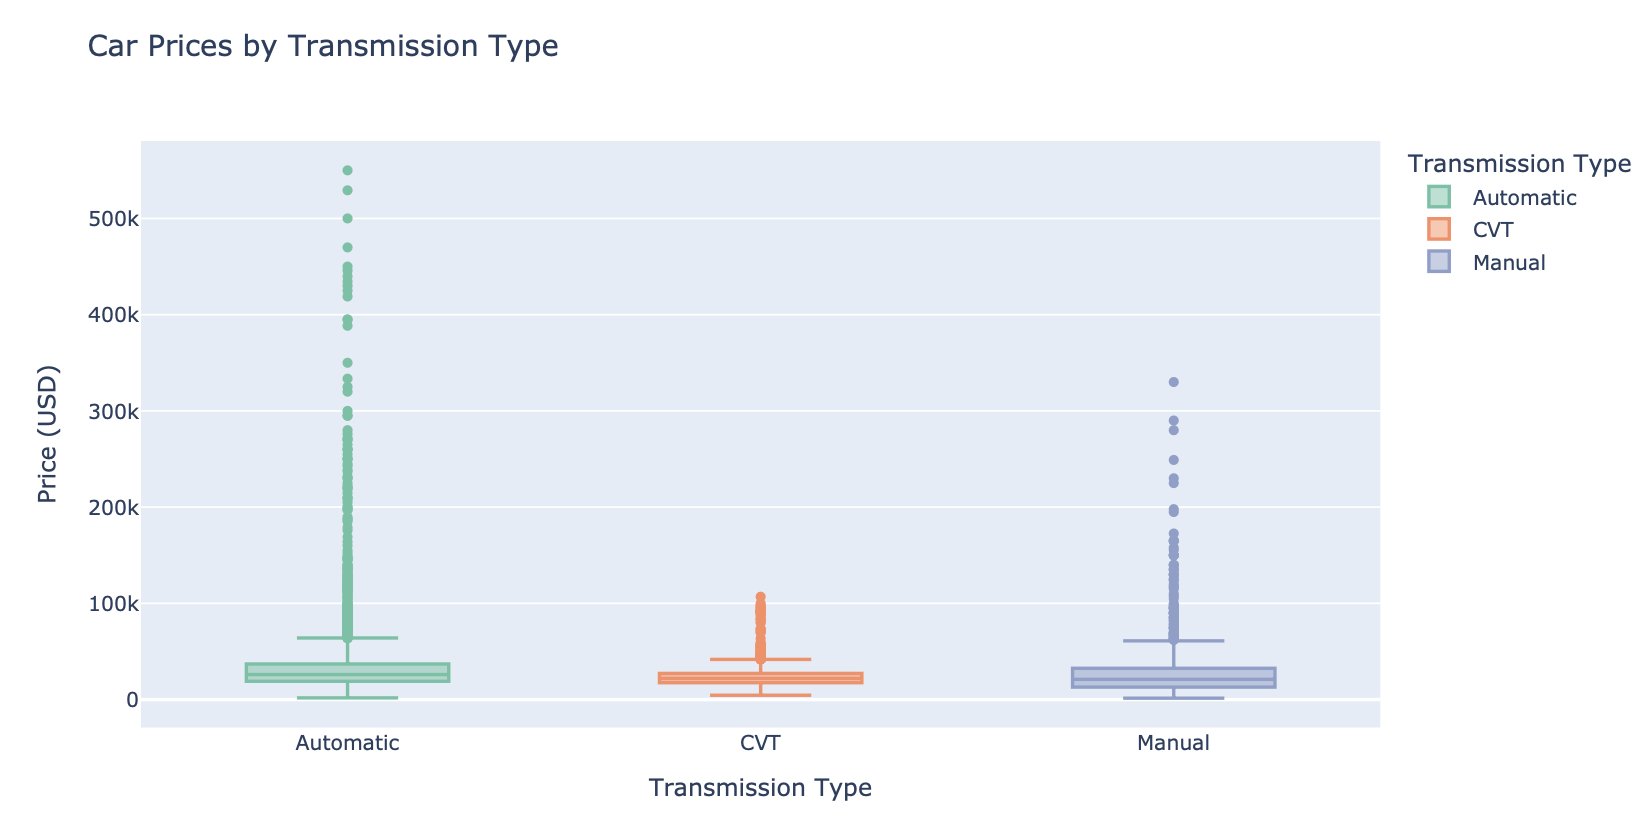 Car Prices by Transmission Type
Transmission Type
Automatic
CVT
Manual
Price (USD)
500k
400k
300k
200k
100k
0
Automatic
CVT
Manual
Transmission Type